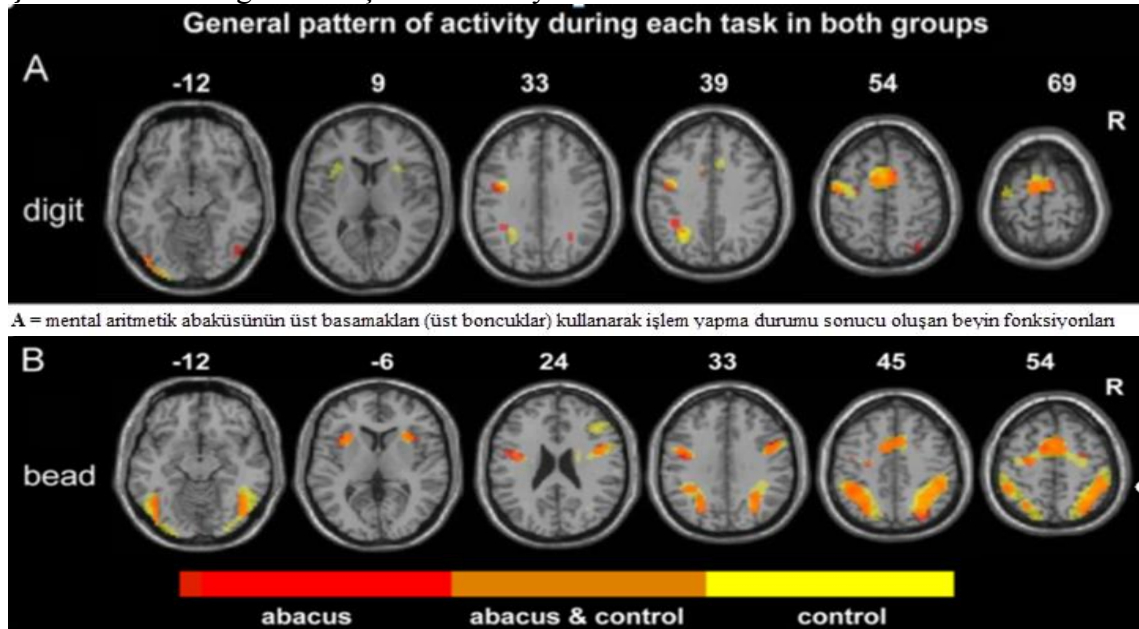 General pattern of activity during each task in both groups
A
-12 9 33 39 54 69
R
digit
A = mental aritmetik abaküsünün üst basamakları (üst boncuklar) kullanarak işlem yapma durumu sonucu oluşan beyin fonksiyonları
B
-12 -6 24 33 45 54
R
bead
abacus abacus & control control